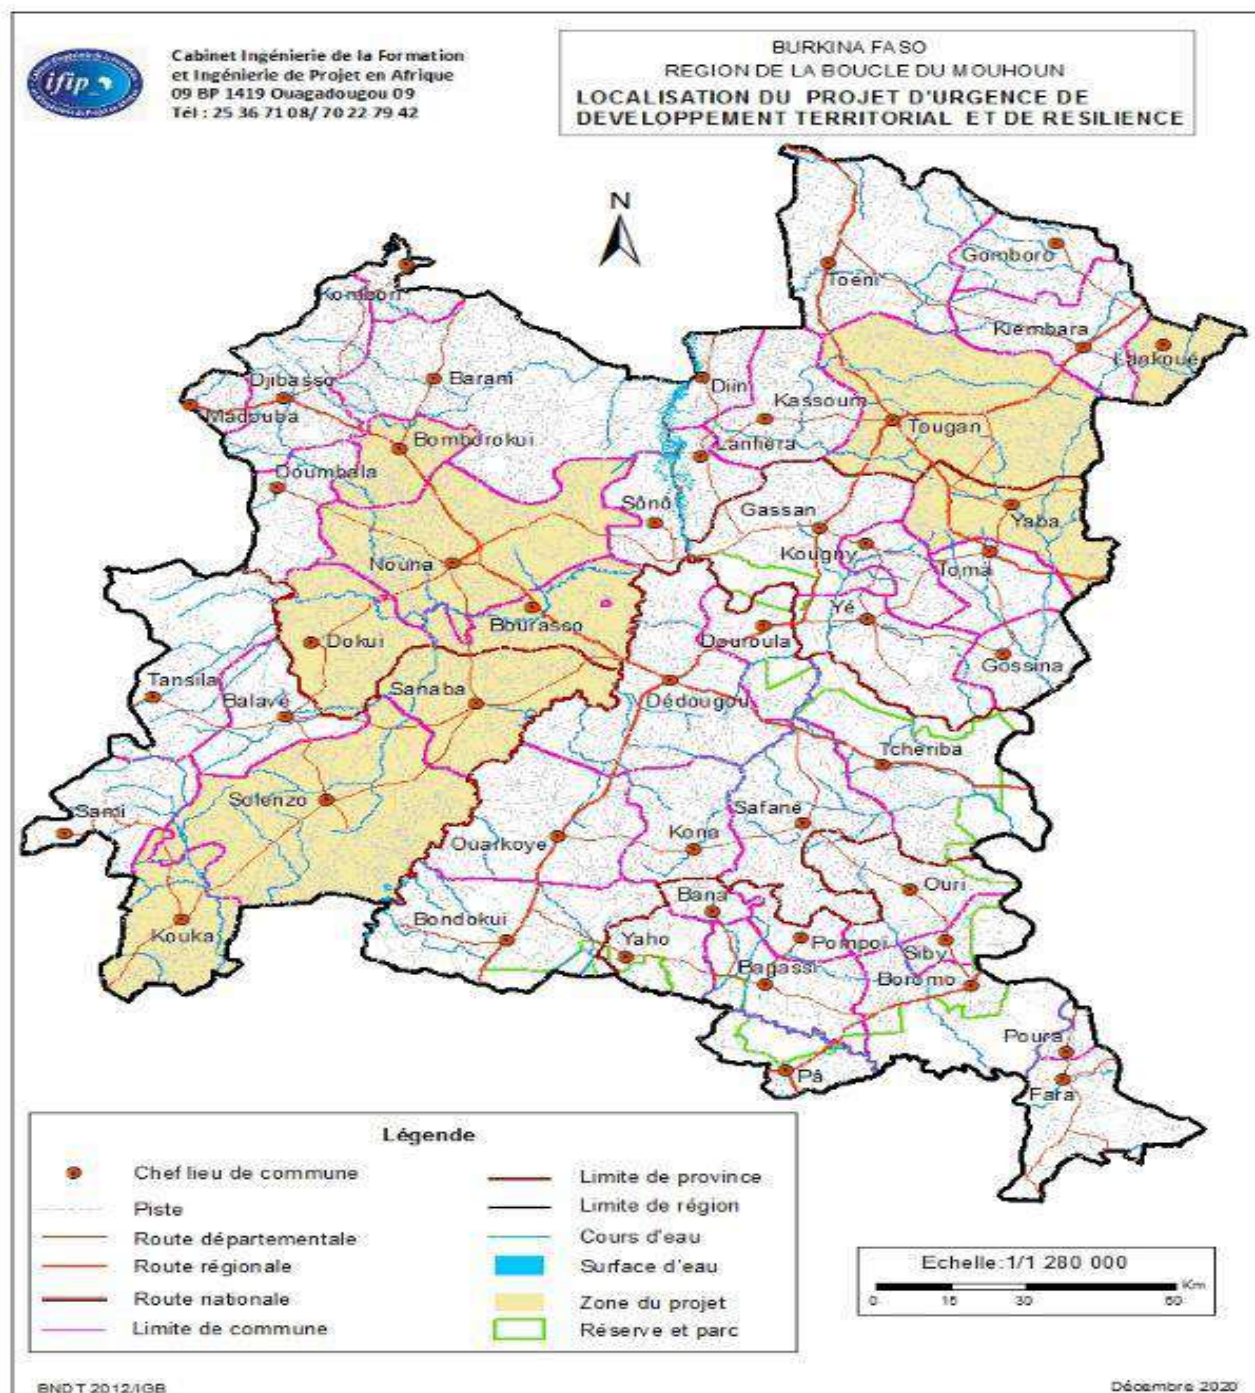 ifip
Cabinet Ingénierie de la Formation
et Ingénierie de Projet en Afrique
09 BP 1419 Ouagadougou 09
Tél : 25 36 71 08/ 70 22 79 42
BURKINA FASO
REGION DE LA BOUCLE DU MOUHOUN
LOCALISATION DU PROJET D'URGENCE DE
DEVELOPPEMENT TERRITORIAL ET DE RESILIENCE
N
Gomboro
Toéni
Kombori
Kiembara
Lankoué
Djibasso
Barani
Diin
Kassoum
Madouba
Tougan
Bomborokui
Lanfiéra
Doumbala
Sônô
Gassan
Yaba
Kougny
Nouna
Toma
Yé
Bourasso
Douroula
Dokui
Gossina
Tansila
Sanaba
Dédougou
Balavé
Tchériba
Solenzo
Safané
Sami
Ouarkoye
Kona
Ouri
Bana
Kouka
Bondokui
Yaho
Pompoï
Siby
Bagassi
Boromo
Poura
Pâ
Fara
Légende
Chef lieu de commune
Piste
Route départementale
Route régionale
Route nationale
Limite de commune
Limite de province
Limite de région
Cours d'eau
Surface d'eau
Zone du projet
Réserve et parc
Echelle:1/1 280 000
Km
0 15 30 60
BNDT 2012/IGB
Décembre 2020